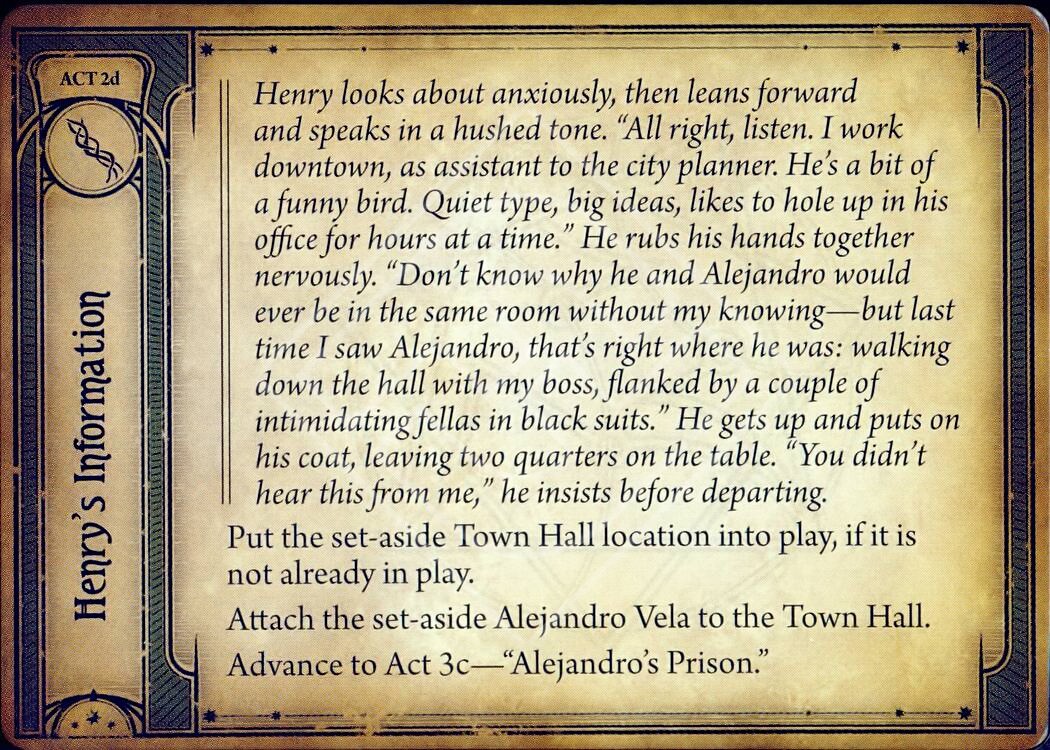 ACT 2d
Henry's Information
Henry looks about anxiously, then leans forward
and speaks in a hushed tone. “All right, listen. I work
downtown, as assistant to the city planner. He’s a bit of
a funny bird. Quiet type, big ideas, likes to hole up in his
office for hours at a time.” He rubs his hands together
nervously. “Don’t know why he and Alejandro would
ever be in the same room without my knowing—but last
time I saw Alejandro, that’s right where he was: walking
down the hall with my boss, flanked by a couple of
intimidating fellas in black suits.” He gets up and puts on
his coat, leaving two quarters on the table. “You didn’t
hear this from me,” he insists before departing.
Put the set-aside Town Hall location into play, if it is
not already in play.
Attach the set-aside Alejandro Vela to the Town Hall.
Advance to Act 3c—“Alejandro’s Prison.”